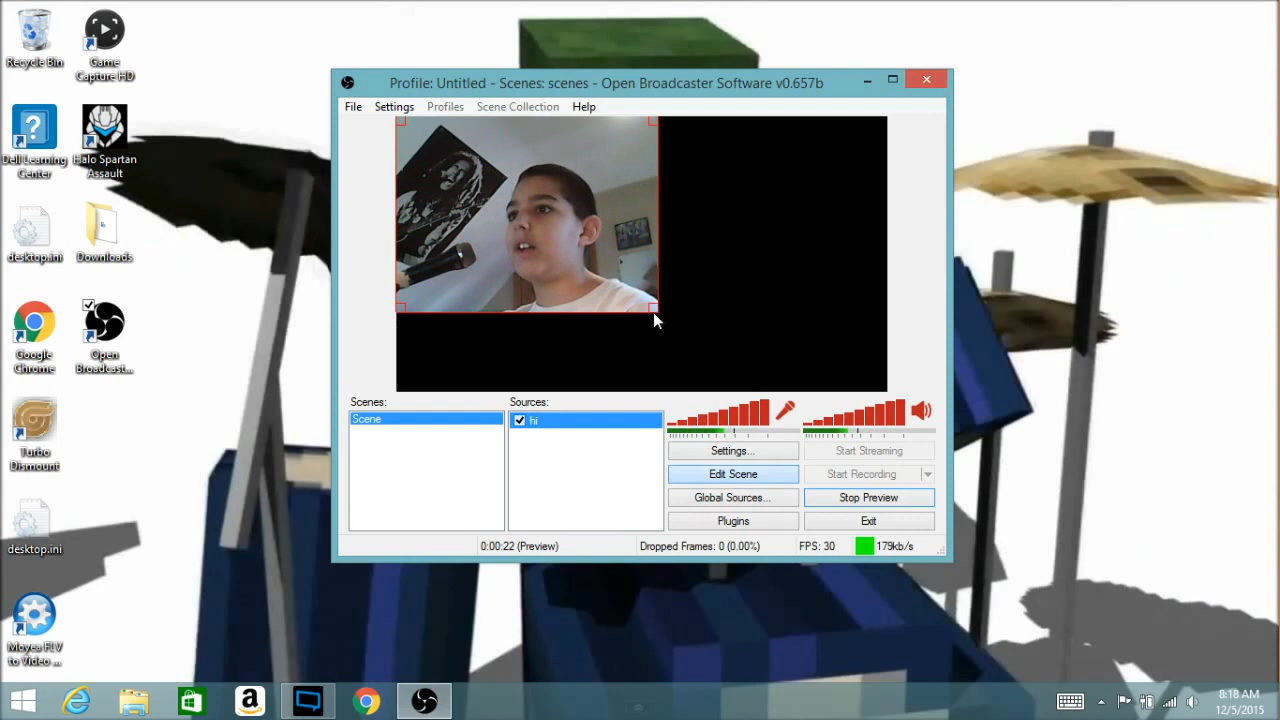 Recycle Bin
Game
Capture HD
Dell Learning
Center
Halo Spartan
Assault
desktop.ini
Downloads
Google
Chrome
Open
Broadcast...
Turbo
Dismount
desktop.ini
Moyea FLV
to Video ...
Profile: Untitled - Scenes: scenes - Open Broadcaster Software v0.657b
File Settings Profiles Scene Collection Help
Scenes:
Scene
Sources:
hi
Settings...
Start Streaming
Edit Scene
Start Recording
Global Sources...
Stop Preview
Plugins
Exit
0:00:22 (Preview)
Dropped Frames: 0 (0.00%)
FPS: 30
179kb/s
8:18 AM
12/5/2015